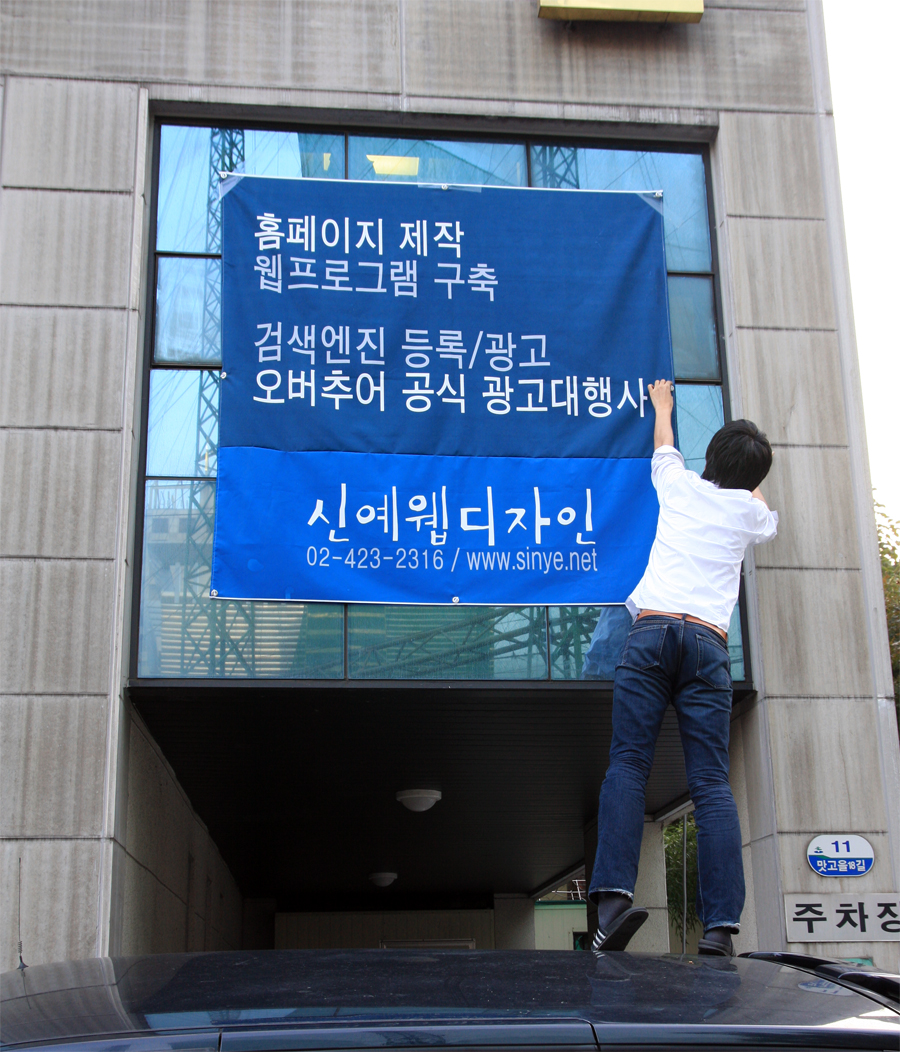 홈페이지 제작
웹프로그램 구축
검색엔진 등록/광고
오버추어 공식 광고대행사
신예웹디자인
02-423-2316 / www.sinye.net
11
맛고을18길
주차장